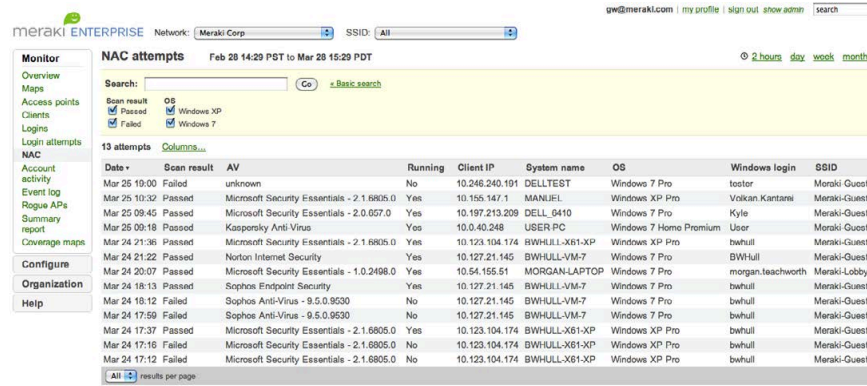 gw@meraki.com | my profile | sign out show admin search
meraki ENTERPRISE Network: Meraki Corp SSID: All
Monitor
Overview
Maps
Access points
Clients
Logins
Login attempts
NAC
Account activity
Event log
Rogue APs
Summary report
Coverage maps
Configure
Organization
Help
NAC attempts Feb 28 14:29 PST to Mar 28 15:29 PDT 2 hours day week month
Search: Go « Basic search
Scan result OS
Passed Windows XP
Failed Windows 7
13 attempts Columns...
Date Scan result AV Running Client IP System name OS Windows login SSID
Mar 25 19:00 Failed unknown No 10.246.240.191 DELLTEST Windows 7 Pro tester Meraki-Guest
Mar 25 10:32 Passed Microsoft Security Essentials - 2.1.6805.0 Yes 10.155.147.1 MANUEL Windows XP Pro Volkan.Kantarei Meraki-Guest
Mar 25 09:45 Passed Microsoft Security Essentials - 2.0.657.0 Yes 10.197.213.209 DELL_6410 Windows 7 Pro Kyle Meraki-Guest
Mar 25 09:18 Passed Kaspersky Anti-Virus Yes 10.0.40.248 USER-PC Windows 7 Home Premium User Meraki-Guest
Mar 24 21:36 Passed Microsoft Security Essentials - 2.1.6805.0 Yes 10.123.104.174 BWHULL-X61-XP Windows XP Pro bwhull Meraki-Guest
Mar 24 21:22 Passed Norton Internet Security Yes 10.127.21.145 BWHULL-VM-7 Windows 7 Pro BWHull Meraki-Guest
Mar 24 20:07 Passed Microsoft Security Essentials - 1.0.2498.0 Yes 10.54.155.51 MORGAN-LAPTOP Windows 7 Pro morgan.teachworth Meraki-Lobby
Mar 24 18:13 Passed Sophos Endpoint Security Yes 10.127.21.145 BWHULL-VM-7 Windows 7 Pro bwhull Meraki-Guest
Mar 24 18:12 Failed Sophos Anti-Virus - 9.5.0.9530 No 10.127.21.145 BWHULL-VM-7 Windows 7 Pro bwhull Meraki-Guest
Mar 24 17:59 Failed Sophos Anti-Virus - 9.5.0.9530 No 10.127.21.145 BWHULL-VM-7 Windows 7 Pro bwhull Meraki-Guest
Mar 24 17:37 Passed Microsoft Security Essentials - 2.1.6805.0 Yes 10.123.104.174 BWHULL-X61-XP Windows XP Pro bwhull Meraki-Guest
Mar 24 17:16 Failed Microsoft Security Essentials - 2.1.6805.0 No 10.123.104.174 BWHULL-X61-XP Windows XP Pro bwhull Meraki-Guest
Mar 24 17:12 Failed Microsoft Security Essentials - 2.1.6805.0 No 10.123.104.174 BWHULL-X61-XP Windows XP Pro bwhull Meraki-Guest
All results per page